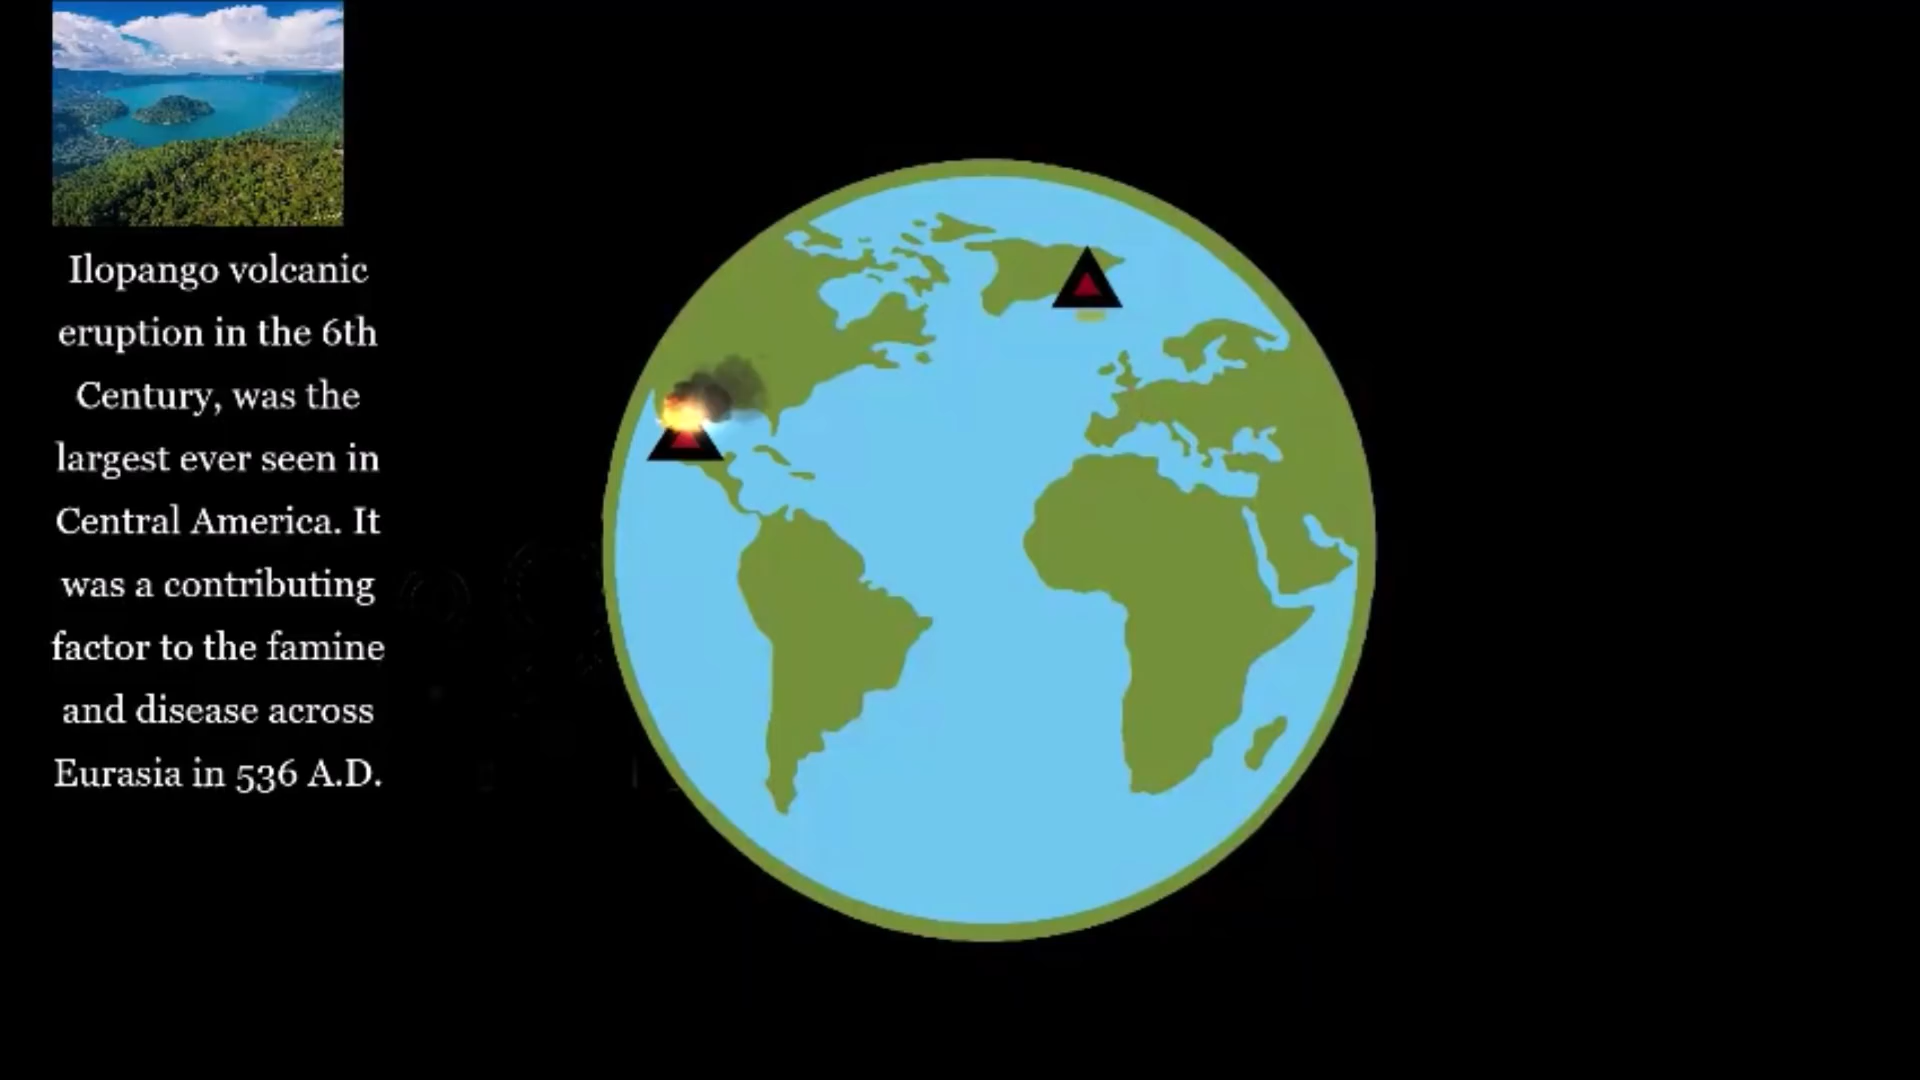 Ilopango volcanic
eruption in the 6th
Century, was the
largest ever seen in
Central America. It
was a contributing
factor to the famine
and disease across
Eurasia in 536 A.D.